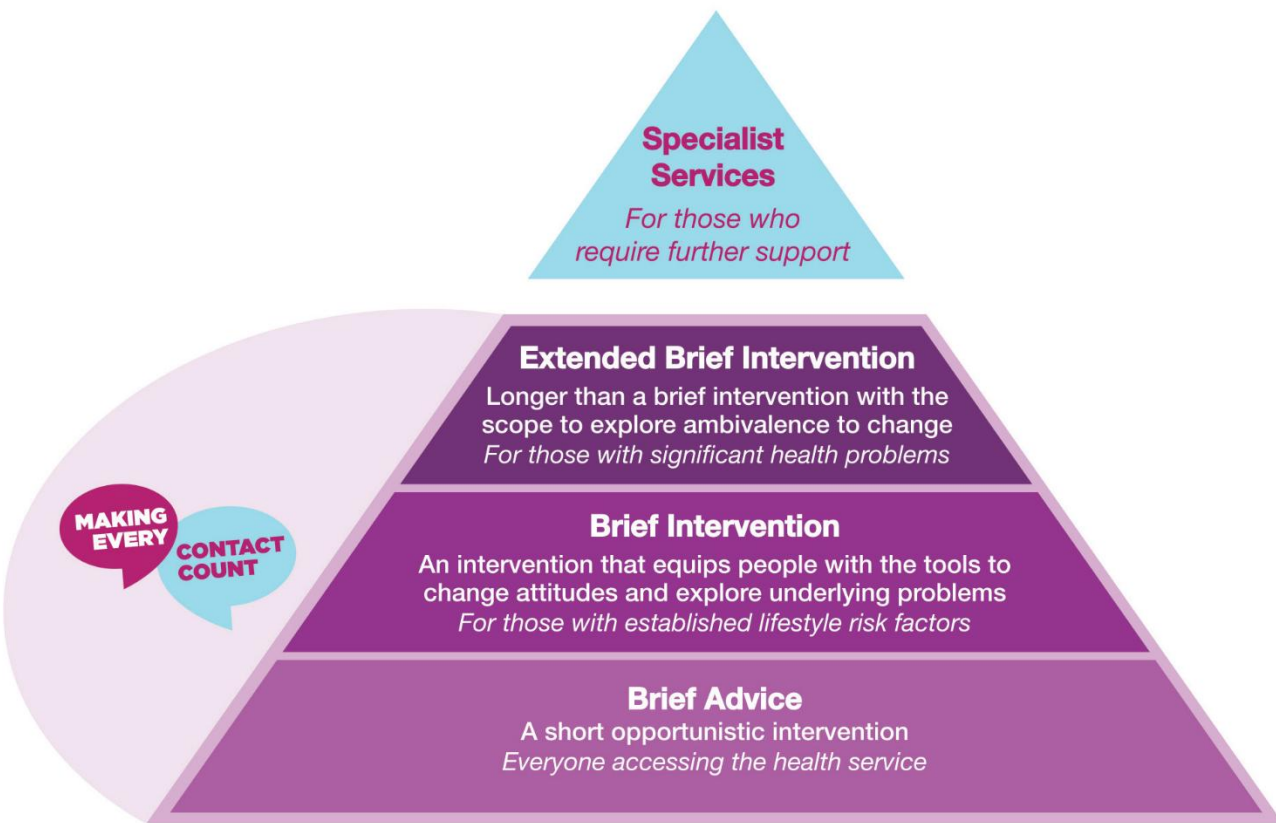 Specialist
Services
For those who
require further support
Extended Brief Intervention
Longer than a brief intervention with the
scope to explore ambivalence to change
For those with significant health problems
MAKING
EVERY
CONTACT
COUNT
Brief Intervention
An intervention that equips people with the tools to
change attitudes and explore underlying problems
For those with established lifestyle risk factors
Brief Advice
A short opportunistic intervention
Everyone accessing the health service